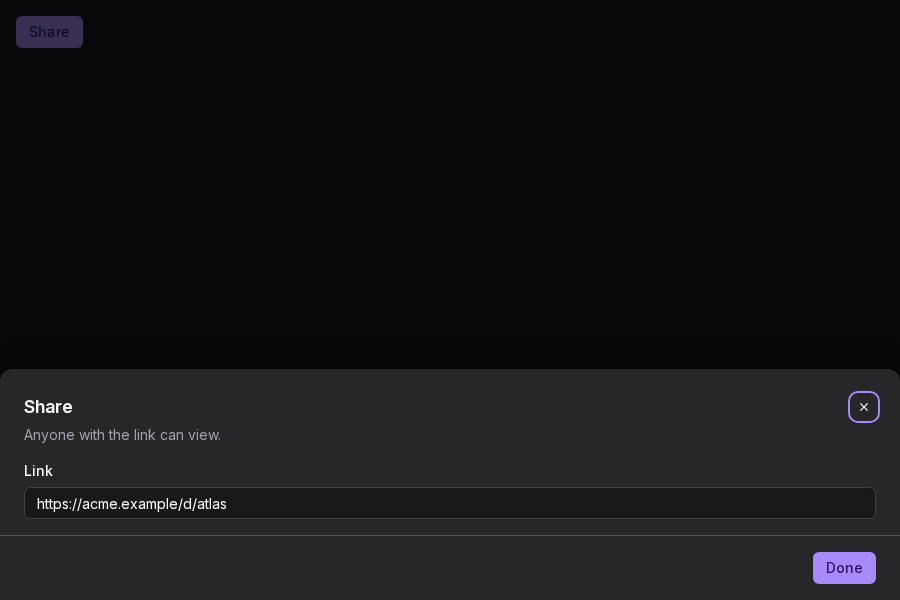 Share
Share
Anyone with the link can view.
Link
https://acme.example/d/atlas
Done